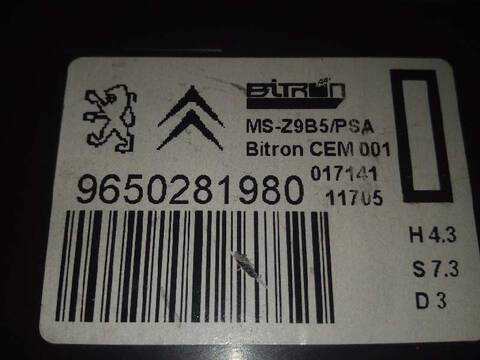 BiTRON
MS-Z9B5/PSA
Bitron CEM 001
9650281980
017141
11705
H 4.3
S 7.3
D 3